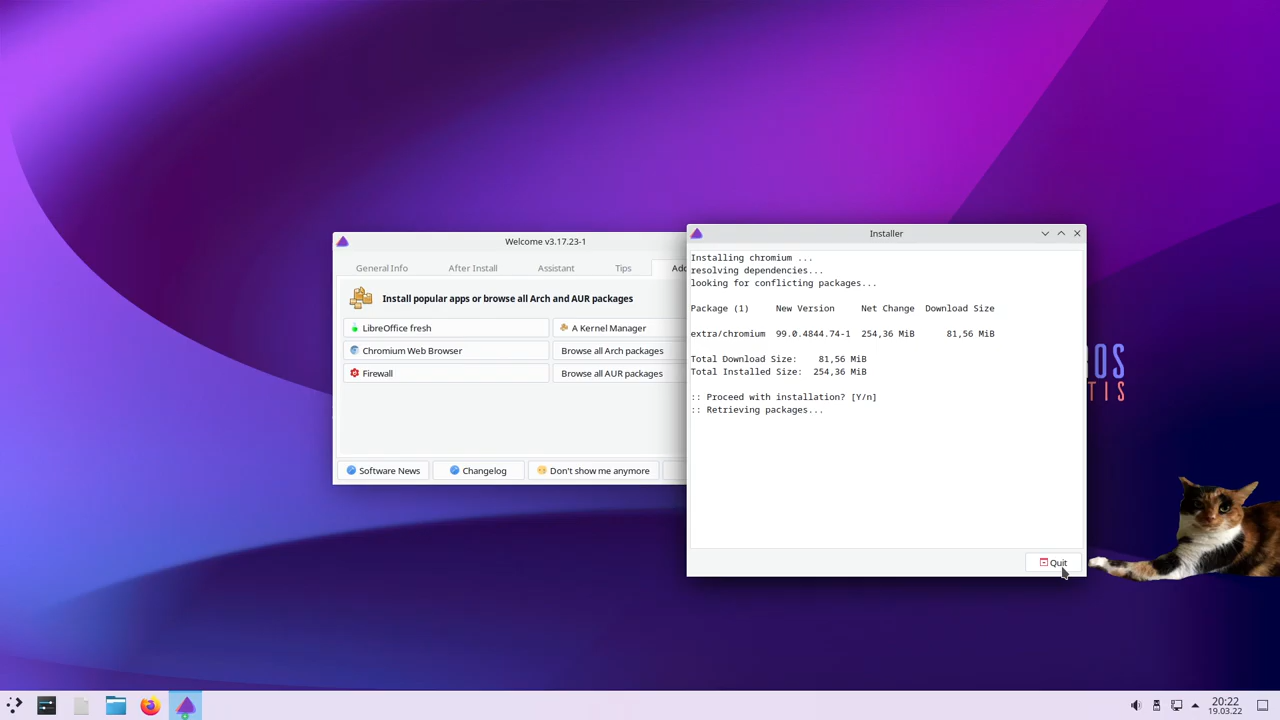 Welcome v3.17.23-1
General Info
After Install
Assistant
Tips
Install popular apps or browse all Arch and AUR packages
LibreOffice fresh
A Kernel Manager
Chromium Web Browser
Browse all Arch packages
Firewall
Browse all AUR packages
Software News
Changelog
Don't show me anymore
Installer
Installing chromium ...
resolving dependencies...
looking for conflicting packages...
Package (1) New Version Net Change Download Size
extra/chromium 99.0.4844.74-1 254,36 MiB 81,56 MiB
Total Download Size: 81,56 MiB
Total Installed Size: 254,36 MiB
:: Proceed with installation? [Y/n]
:: Retrieving packages...
Quit
20:22
19.03.22